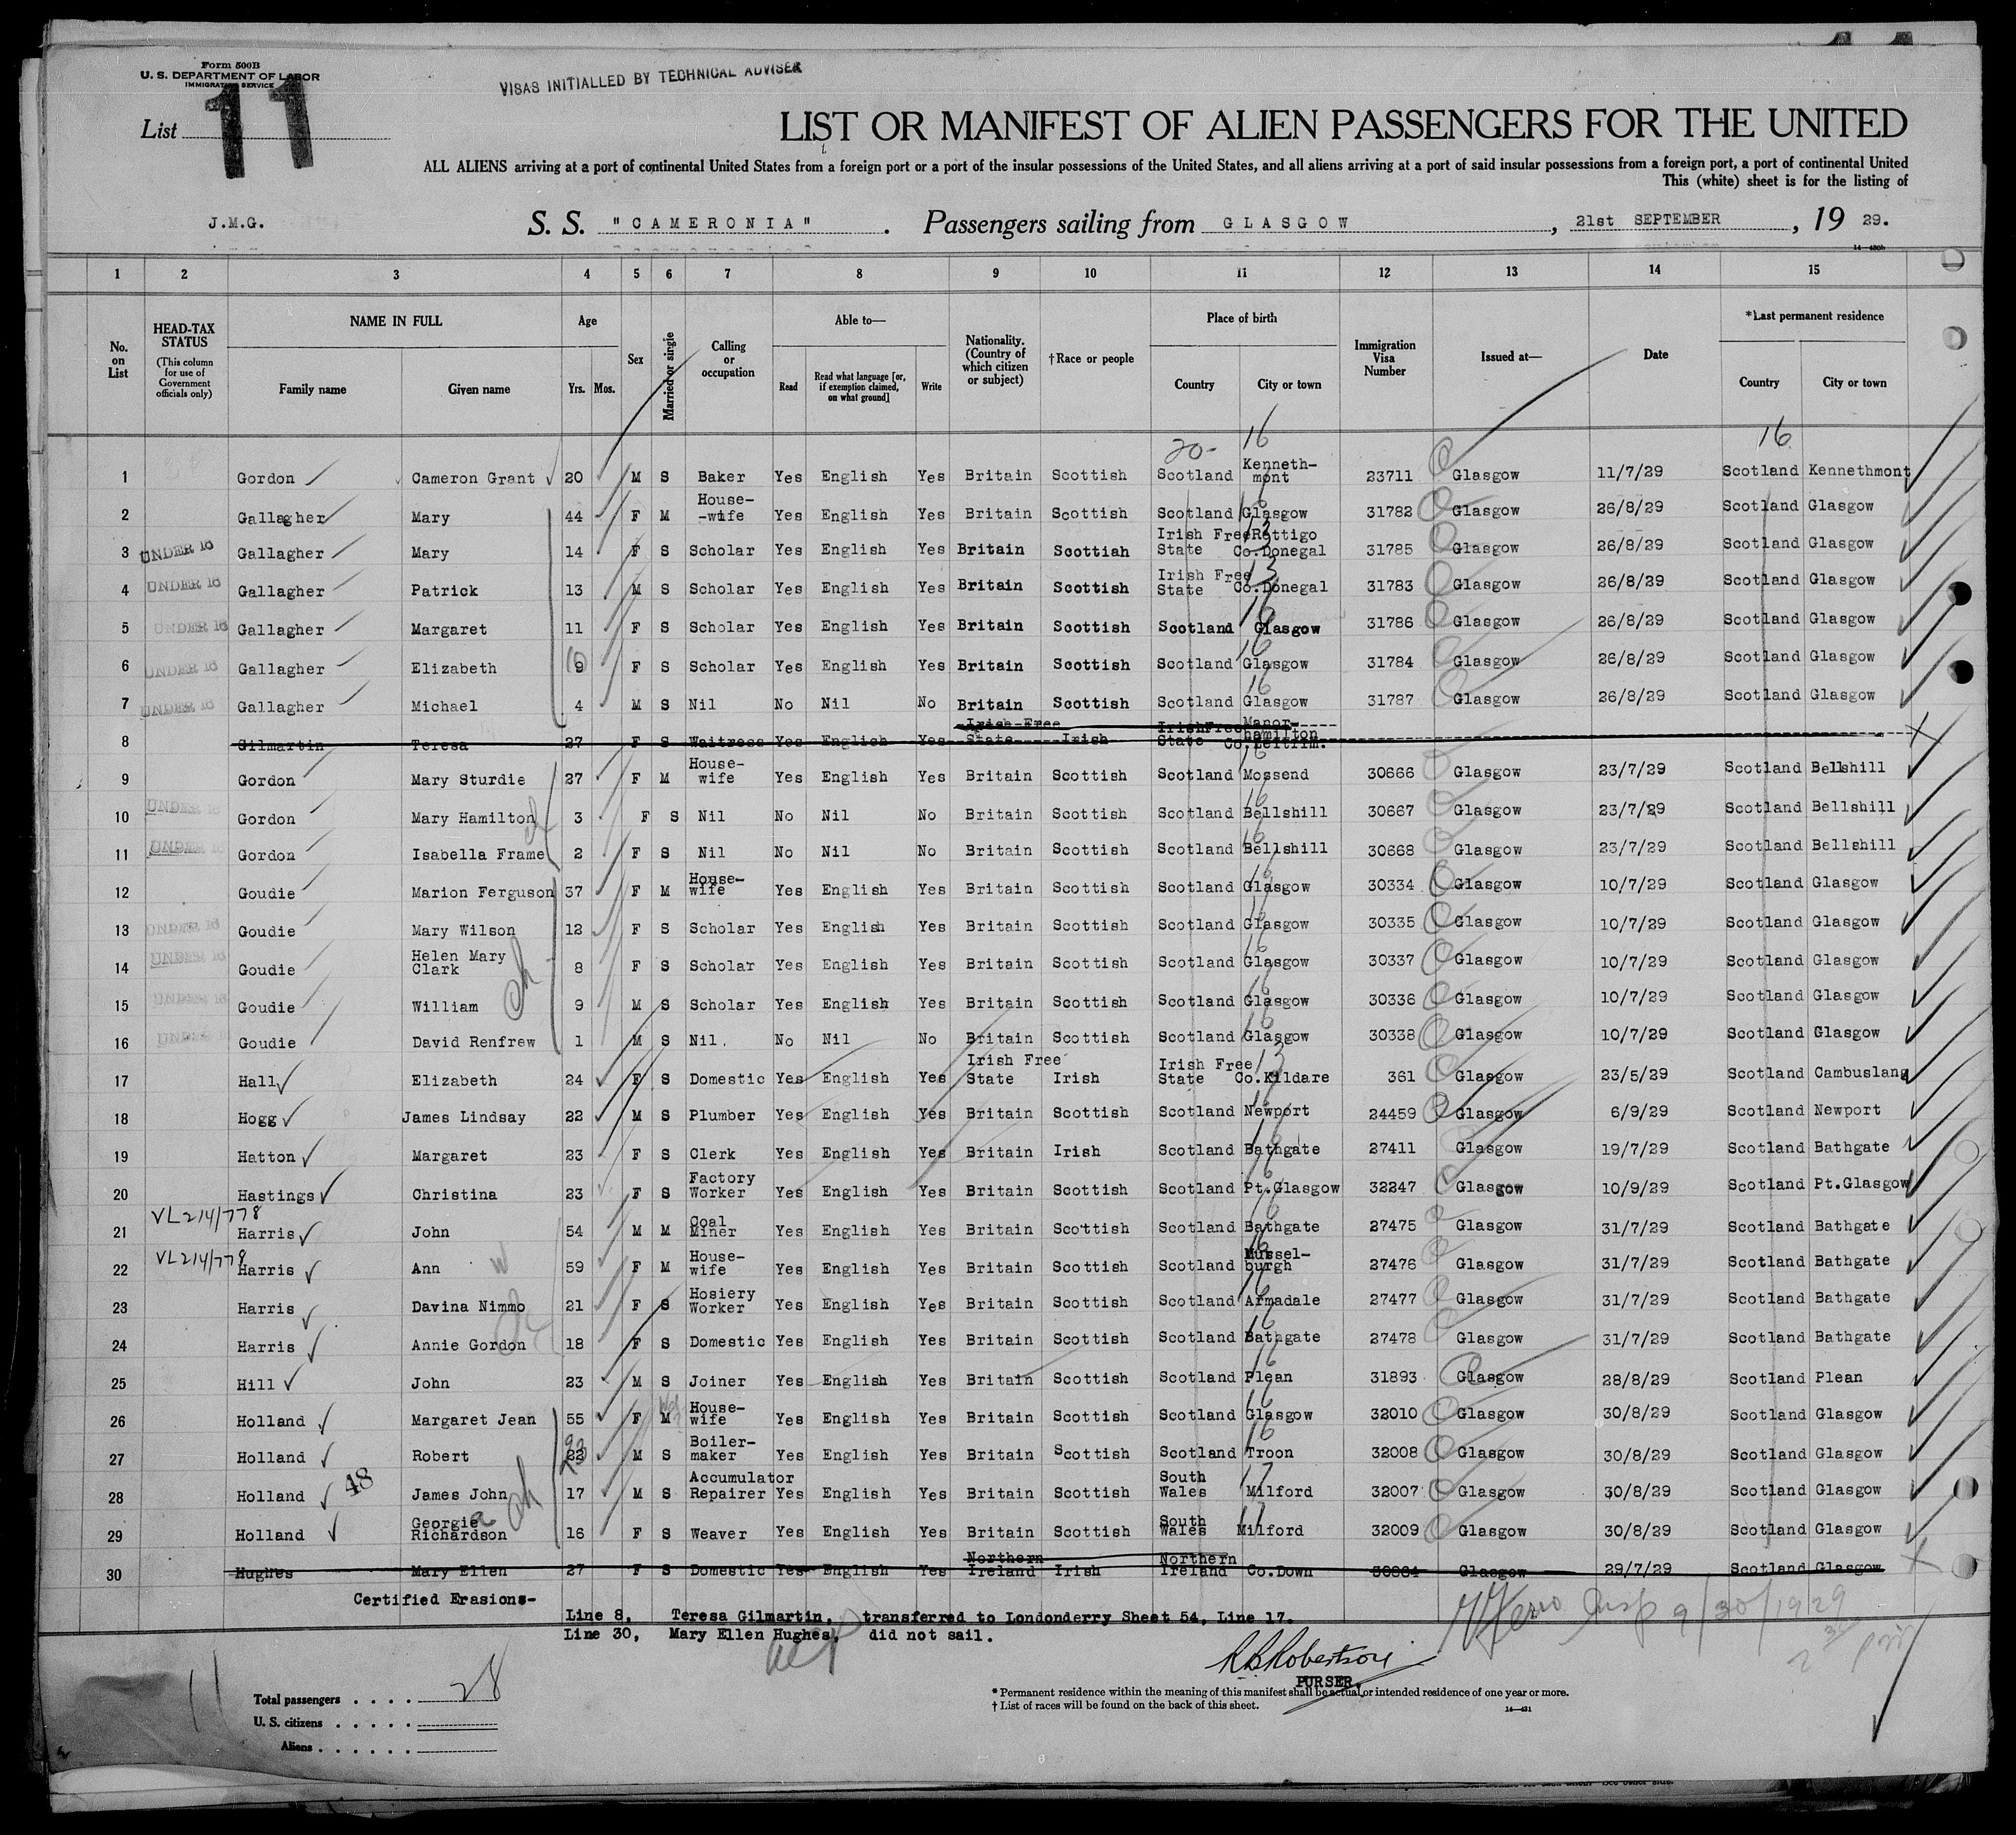 Form 500B
U. S. DEPARTMENT OF LABOR
IMMIGRATION SERVICE
VISAS INITIALLED BY TECHNICAL ADVISER
List 11
LIST OR MANIFEST OF ALIEN PASSENGERS FOR THE UNITED
ALL ALIENS arriving at a port of continental United States from a foreign port or a port of the insular possessions of the United States, and all aliens arriving at a port of said insular possessions from a foreign port, a port of continental United
This (white) sheet is for the listing of
J.M.G. S. S. "CAMERONIA". Passengers sailing from GLASGOW, 21st SEPTEMBER, 19 29.
14—430b
1 2 3 4 5 6 7 8 9 10 11 12 13 14 15
No. on List HEAD-TAX STATUS (This column for use of Government officials only) NAME IN FULL Family name Given name Age Yrs. Mos. Sex Married or single Calling or occupation Able to— Read Read what language [or, if exemption claimed, on what ground] Write Nationality. (Country of which citizen or subject) †Race or people Place of birth Country City or town Immigration Visa Number Issued at— Date *Last permanent residence Country City or town
20- 16 16
1 Gordon Cameron Grant 20 M S Baker Yes English Yes Britain Scottish Scotland Kenneth-mont 23711 Glasgow 11/7/29 Scotland Kennethmont
2 Gallagher Mary 44 F M House--wife Yes English Yes Britain Scottish Scotland Glasgow 31782 Glasgow 26/8/29 Scotland Glasgow
3 UNDER 16 Gallagher Mary 14 F S Scholar Yes English Yes Britain Scottish Irish Free State Pettigo Co.Donegal 31785 Glasgow 26/8/29 Scotland Glasgow
4 UNDER 16 Gallagher Patrick 13 M S Scholar Yes English Yes Britain Scottish Irish Free State Co.Donegal 31783 Glasgow 26/8/29 Scotland Glasgow
5 UNDER 16 Gallagher Margaret 11 F S Scholar Yes English Yes Britain Scottish Scotland Glasgow 31786 Glasgow 26/8/29 Scotland Glasgow
6 UNDER 16 Gallagher Elizabeth 9 F S Scholar Yes English Yes Britain Scottish Scotland Glasgow 31784 Glasgow 26/8/29 Scotland Glasgow
7 UNDER 16 Gallagher Michael 4 M S Nil No Nil No Britain Scottish Scotland Glasgow 31787 Glasgow 26/8/29 Scotland Glasgow
8 Gilmartin Teresa 27 F S Waitress Yes English Yes Irish Free State Irish Irish Free State Manor-hamilton Co.Leitrim.
9 Gordon Mary Sturdie 27 F M House-wife Yes English Yes Britain Scottish Scotland Mossend 30666 Glasgow 23/7/29 Scotland Bellshill
10 UNDER 16 Gordon Mary Hamilton 3 F S Nil No Nil No Britain Scottish Scotland Bellshill 30667 Glasgow 23/7/29 Scotland Bellshill
11 UNDER 16 Gordon Isabella Frame 2 F S Nil No Nil No Britain Scottish Scotland Bellshill 30668 Glasgow 23/7/29 Scotland Bellshill
12 Goudie Marion Ferguson 37 F M House-wife Yes English Yes Britain Scottish Scotland Glasgow 30334 Glasgow 10/7/29 Scotland Glasgow
13 UNDER 16 Goudie Mary Wilson 12 F S Scholar Yes English Yes Britain Scottish Scotland Glasgow 30335 Glasgow 10/7/29 Scotland Glasgow
14 UNDER 16 Goudie Helen Mary Clark 8 F S Scholar Yes English Yes Britain Scottish Scotland Glasgow 30337 Glasgow 10/7/29 Scotland Glasgow
15 UNDER 16 Goudie William 9 M S Scholar Yes English Yes Britain Scottish Scotland Glasgow 30336 Glasgow 10/7/29 Scotland Glasgow
16 UNDER 16 Goudie David Renfrew 1 M S Nil. No Nil No Britain Scottish Scotland Glasgow 30338 Glasgow 10/7/29 Scotland Glasgow
17 Hall Elizabeth 24 F S Domestic Yes English Yes Irish Free State Irish Irish Free State Co.Kildare 361 Glasgow 23/5/29 Scotland Cambuslang
18 Hogg James Lindsay 22 M S Plumber Yes English Yes Britain Scottish Scotland Newport 24459 Glasgow 6/9/29 Scotland Newport
19 Hatton Margaret 23 F S Clerk Yes English Yes Britain Irish Scotland Bathgate 27411 Glasgow 19/7/29 Scotland Bathgate
20 Hastings Christina 23 F S Factory Worker Yes English Yes Britain Scottish Scotland Pt.Glasgow 32247 Glasgow 10/9/29 Scotland Pt.Glasgow
21 VL214/778 Harris John 54 M M Coal Miner Yes English Yes Britain Scottish Scotland Bathgate 27475 Glasgow 31/7/29 Scotland Bathgate
22 VL214/778 Harris Ann 59 F M House-wife Yes English Yes Britain Scottish Scotland Mussel-burgh 27476 Glasgow 31/7/29 Scotland Bathgate
23 Harris Davina Nimmo 21 F S Hosiery Worker Yes English Yes Britain Scottish Scotland Armadale 27477 Glasgow 31/7/29 Scotland Bathgate
24 Harris Annie Gordon 18 F S Domestic Yes English Yes Britain Scottish Scotland Bathgate 27478 Glasgow 31/7/29 Scotland Bathgate
25 Hill John 23 M S Joiner Yes English Yes Britain Scottish Scotland Plean 31893 Glasgow 28/8/29 Scotland Plean
26 Holland Margaret Jean 55 F M House-wife Yes English Yes Britain Scottish Scotland Glasgow 32010 Glasgow 30/8/29 Scotland Glasgow
27 Holland Robert 22 23 M S Boiler-maker Yes English Yes Britain Scottish Scotland Troon 32008 Glasgow 30/8/29 Scotland Glasgow
28 Holland 48 James John 17 M S Accumulator Repairer Yes English Yes Britain Scottish South Wales Milford 32007 Glasgow 30/8/29 Scotland Glasgow
29 Holland Georgie a Richardson 16 F S Weaver Yes English Yes Britain Scottish South Wales Milford 32009 Glasgow 30/8/29 Scotland Glasgow
30 Hughes Mary Ellen 27 F S Domestic Yes English Yes Northern Ireland Irish Northern Ireland Co.Down Glasgow 29/7/29 Scotland Glasgow
Certified Erasions-
Line 8, Teresa Gilmartin, transferred to Londonderry Sheet 54, Line 17.
Line 30, Mary Ellen Hughes, did not sail.
Insp 9/30/1929
R B Robertson
PURSER.
Total passengers . . . . 28
U. S. citizens . . . . .
Aliens . . . . . .
* Permanent residence within the meaning of this manifest shall be actual or intended residence of one year or more.
† List of races will be found on the back of this sheet.
14—431